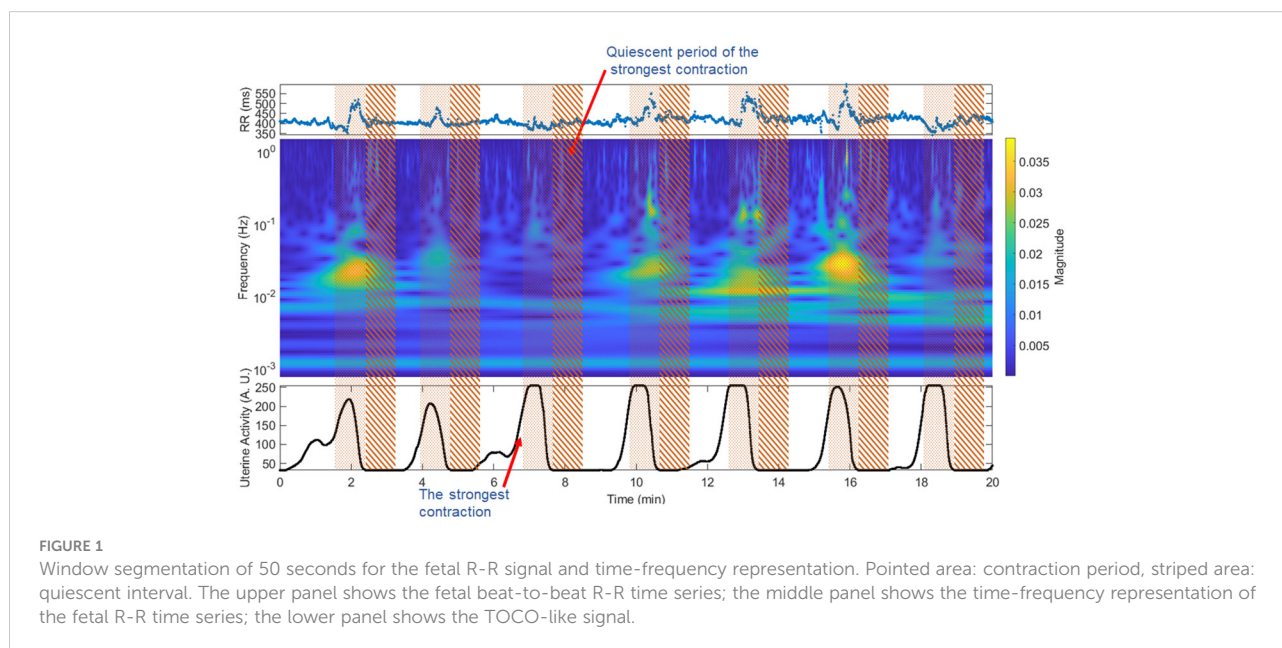 Quiescent period of the
strongest contraction
RR (ms)
550
500
450
400
350
Frequency (Hz)
10^0
10^-1
10^-2
10^-3
0.035
0.03
0.025
0.02
0.015
0.01
0.005
Magnitude
Uterine Activity (A. U.)
250
200
150
100
50
0 2 4 6 8 10 12 14 16 18 20
Time (min)
The strongest
contraction
FIGURE 1
Window segmentation of 50 seconds for the fetal R-R signal and time-frequency representation. Pointed area: contraction period, striped area:
quiescent interval. The upper panel shows the fetal beat-to-beat R-R time series; the middle panel shows the time-frequency representation of
the fetal R-R time series; the lower panel shows the TOCO-like signal.